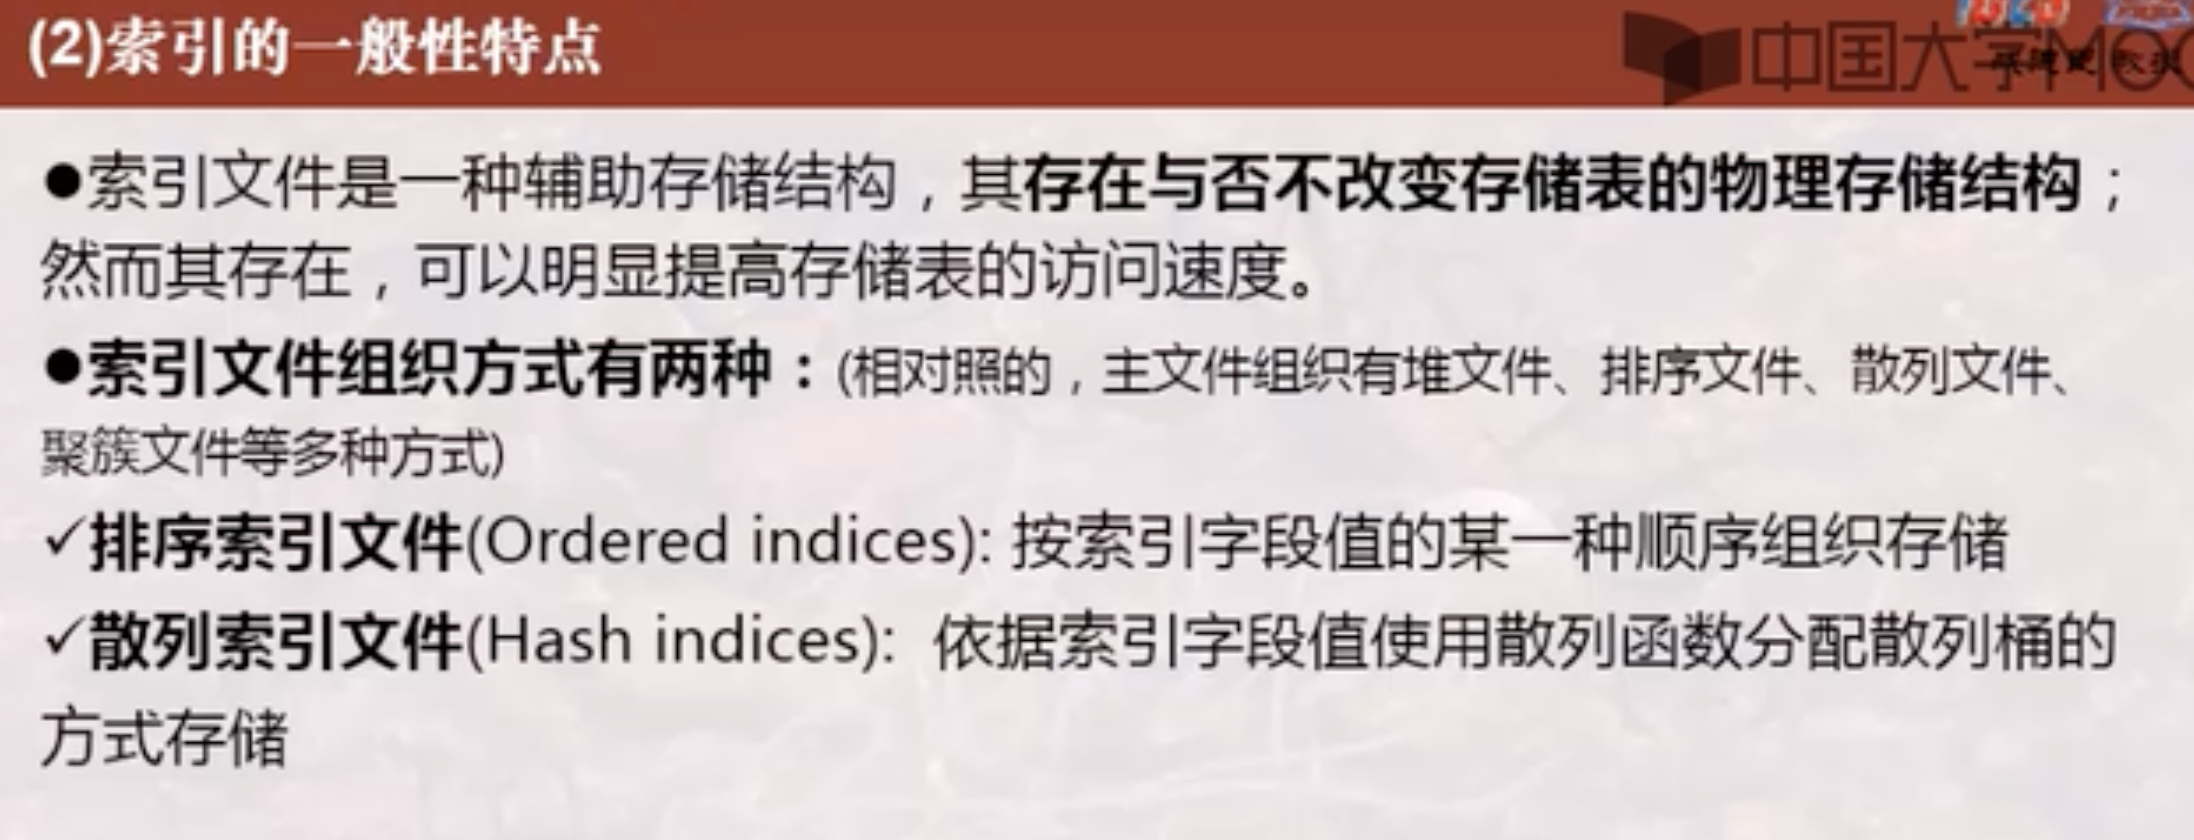 (2)索引的一般性特点
中国大学MOO
●索引文件是一种辅助存储结构，其存在与否不改变存储表的物理存储结构；
然而其存在，可以明显提高存储表的访问速度。
●索引文件组织方式有两种：(相对照的，主文件组织有堆文件、排序文件、散列文件、
聚簇文件等多种方式)
✓排序索引文件(Ordered indices): 按索引字段值的某一种顺序组织存储
✓散列索引文件(Hash indices): 依据索引字段值使用散列函数分配散列桶的
方式存储